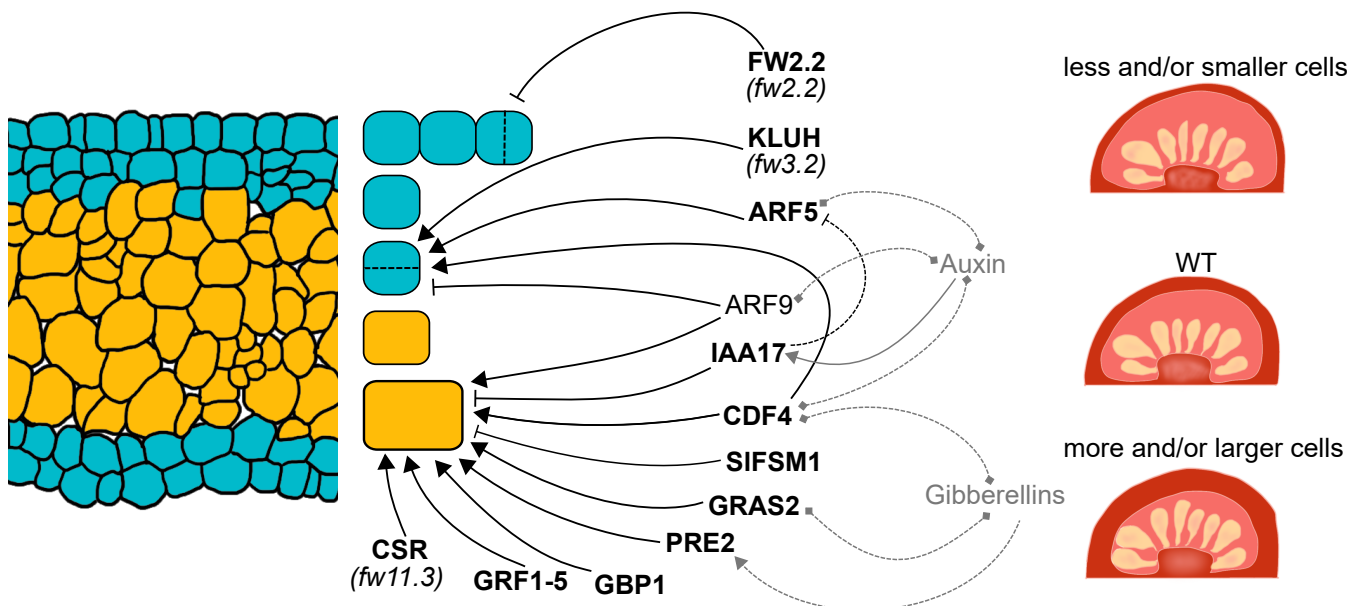 FW2.2
(fw2.2)
KLUH
(fw3.2)
ARF5
Auxin
ARF9
IAA17
CDF4
SIFSM1
GRAS2
Gibberellins
PRE2
CSR
(fw11.3)
GRF1-5
GBP1
less and/or smaller cells
WT
more and/or larger cells